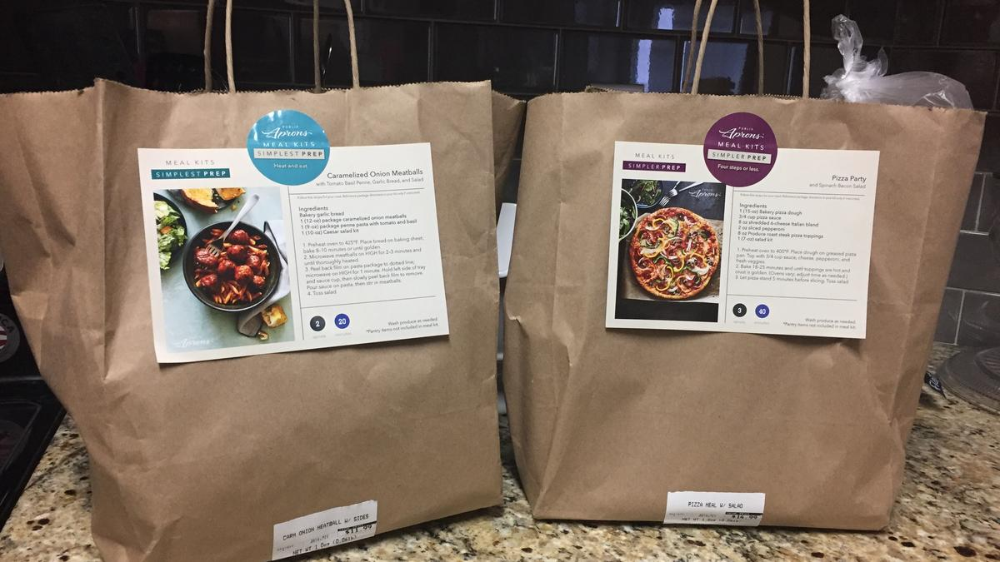 PUBLIX
Aprons
MEAL KITS
SIMPLEST PREP
Heat and eat.
MEAL KITS
SIMPLEST PREP
Caramelized Onion Meatballs
with Tomato Basil Penne, Garlic Bread, and Salad
Ingredients
Bakery garlic bread
1 (12-oz) package caramelized onion meatballs
1 (9-oz) package penne pasta with tomato and basil
1 (10-oz) Caesar salad kit
1. Preheat oven to 425°F. Place bread on baking sheet;
bake 8-10 minutes or until golden.
2. Microwave meatballs on HIGH for 2-3 minutes and
until thoroughly heated.
3. Peel back film on pasta package to dotted line;
microwave on HIGH for 1 minute. Hold left side of tray
and sauce cup, then slowly peel back film to remove.
Pour sauce on pasta, then stir in meatballs.
4. Toss salad.
2 20
Wash produce as needed.
*Pantry items not included in meal kit.
Aprons
CARM ONION MEATBALL W/ SIDES
$11.99
NET WT 1.0oz (0.06lb)
PUBLIX
Aprons
MEAL KITS
SIMPLER PREP
Four steps or less.
MEAL KITS
SIMPLER PREP
Aprons
Pizza Party
and Spinach Bacon Salad
Ingredients
1 (15-oz) Bakery pizza dough
3/4 cup pizza sauce
8 oz shredded 6-cheese Italian blend
2 oz sliced pepperoni
8 oz Produce roast steak pizza toppings
1 (7-oz) salad kit
1. Preheat oven to 400°F. Place dough on greased pizza
pan. Top with 3/4 cup sauce, cheese, pepperoni, and
fresh veggies.
2. Bake 18-25 minutes and until toppings are hot and
crust is golden. (Ovens vary; adjust time as needed.)
3. Let pizza stand 5 minutes before slicing. Toss salad
3 40
Wash produce as needed.
*Pantry items not included in meal kit.
PIZZA MEAL W/ SALAD
$14.99
NET WT 1.0oz (0.06lb)